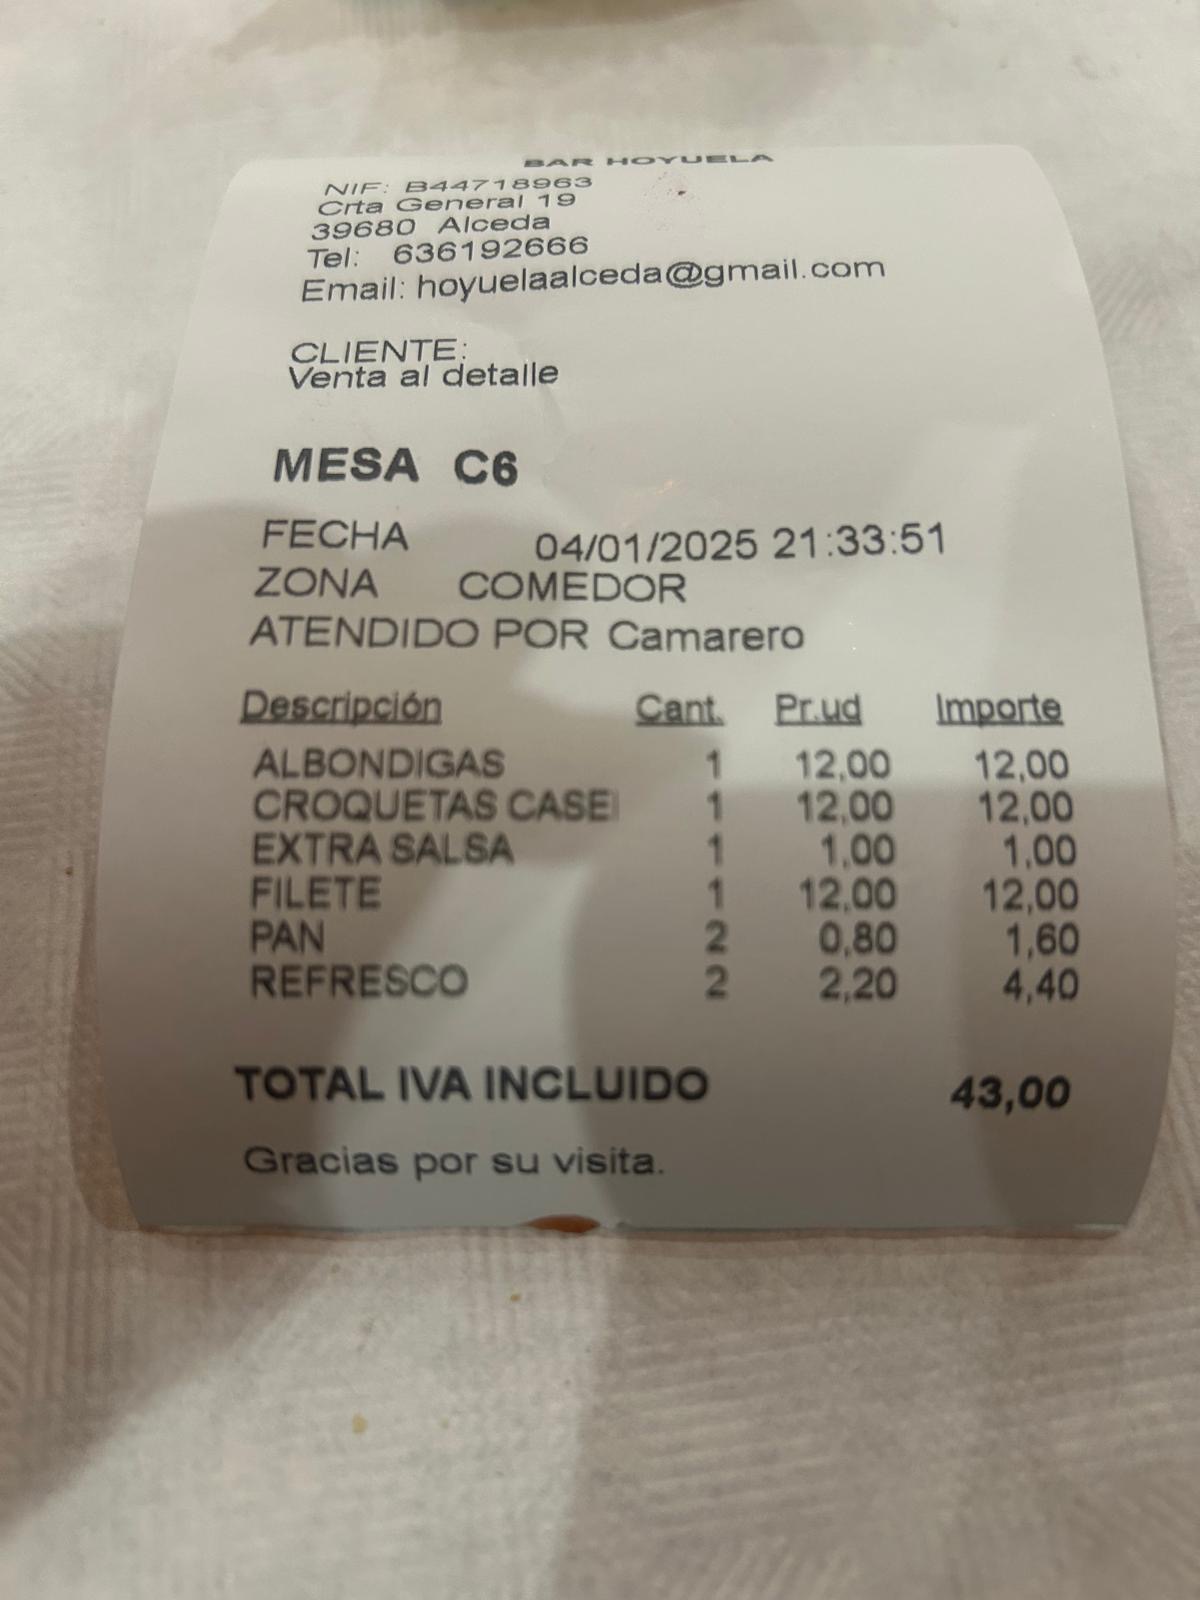 BAR HOYUELA
NIF: B44718963
Crta General 19
39680 Alceda
Tel: 636192666
Email: hoyuelaalceda@gmail.com
CLIENTE:
Venta al detalle
MESA C6
FECHA 04/01/2025 21:33:51
ZONA COMEDOR
ATENDIDO POR Camarero
Descripción Cant. Pr.ud Importe
ALBONDIGAS 1 12,00 12,00
CROQUETAS CASEI 1 12,00 12,00
EXTRA SALSA 1 1,00 1,00
FILETE 1 12,00 12,00
PAN 2 0,80 1,60
REFRESCO 2 2,20 4,40
TOTAL IVA INCLUIDO 43,00
Gracias por su visita.